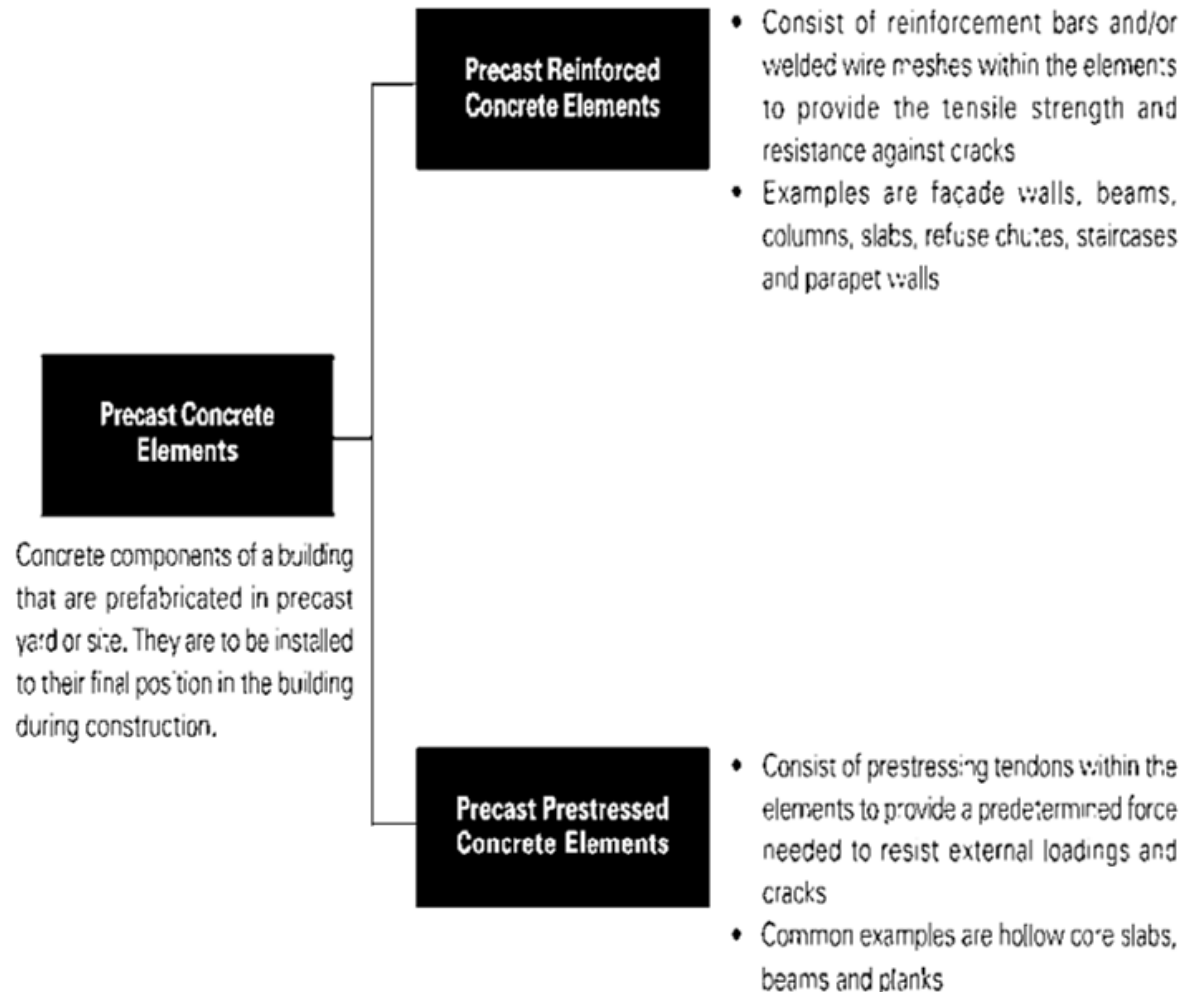 Precast Reinforced
Concrete Elements
• Consist of reinforcement bars and/or
welded wire meshes within the elements
to provide the tensile strength and
resistance against cracks
• Examples are façade walls, beams,
columns, slabs, refuse chutes, staircases
and parapet walls
Precast Concrete
Elements
Concrete components of a building
that are prefabricated in precast
yard or site. They are to be installed
to their final position in the building
during construction.
Precast Prestressed
Concrete Elements
• Consist of prestressing tendons within the
elements to provide a predetermined force
needed to resist external loadings and
cracks
• Common examples are hollow core slabs,
beams and planks